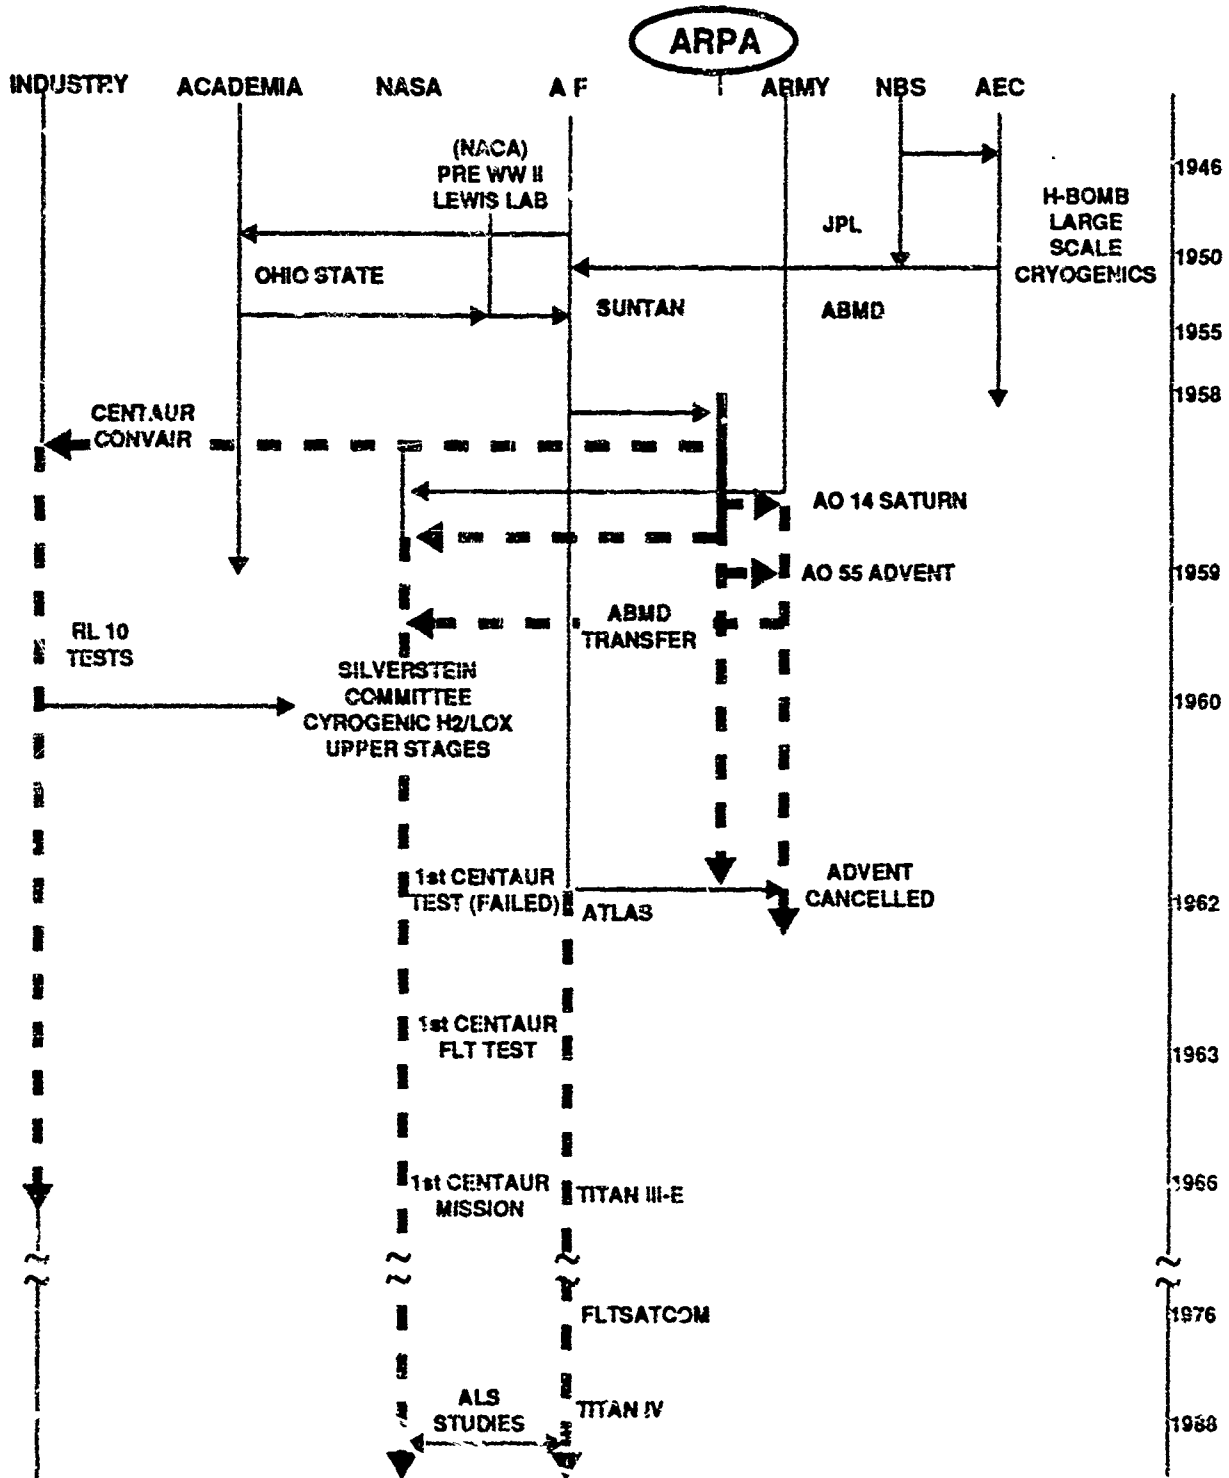 ARPA
INDUSTRY ACADEMIA NASA AF ARMY NBS AEC
(NACA)
PRE WW II
LEWIS LAB
1946
H-BOMB
LARGE
SCALE
CRYOGENICS
JPL
1950
OHIO STATE
SUNTAN
ABMD
1955
1958
CENTAUR
CONVAIR
AO 14 SATURN
AO 55 ADVENT
1959
ABMD
TRANSFER
RL 10
TESTS
SILVERSTEIN
COMMITTEE
CYROGENIC H2/LOX
UPPER STAGES
1960
1st CENTAUR
TEST (FAILED)
ATLAS
ADVENT
CANCELLED
1962
1st CENTAUR
FLT TEST
1963
1st CENTAUR
MISSION
TITAN III-E
1966
FLTSATCOM
1976
ALS
STUDIES
TITAN IV
1988